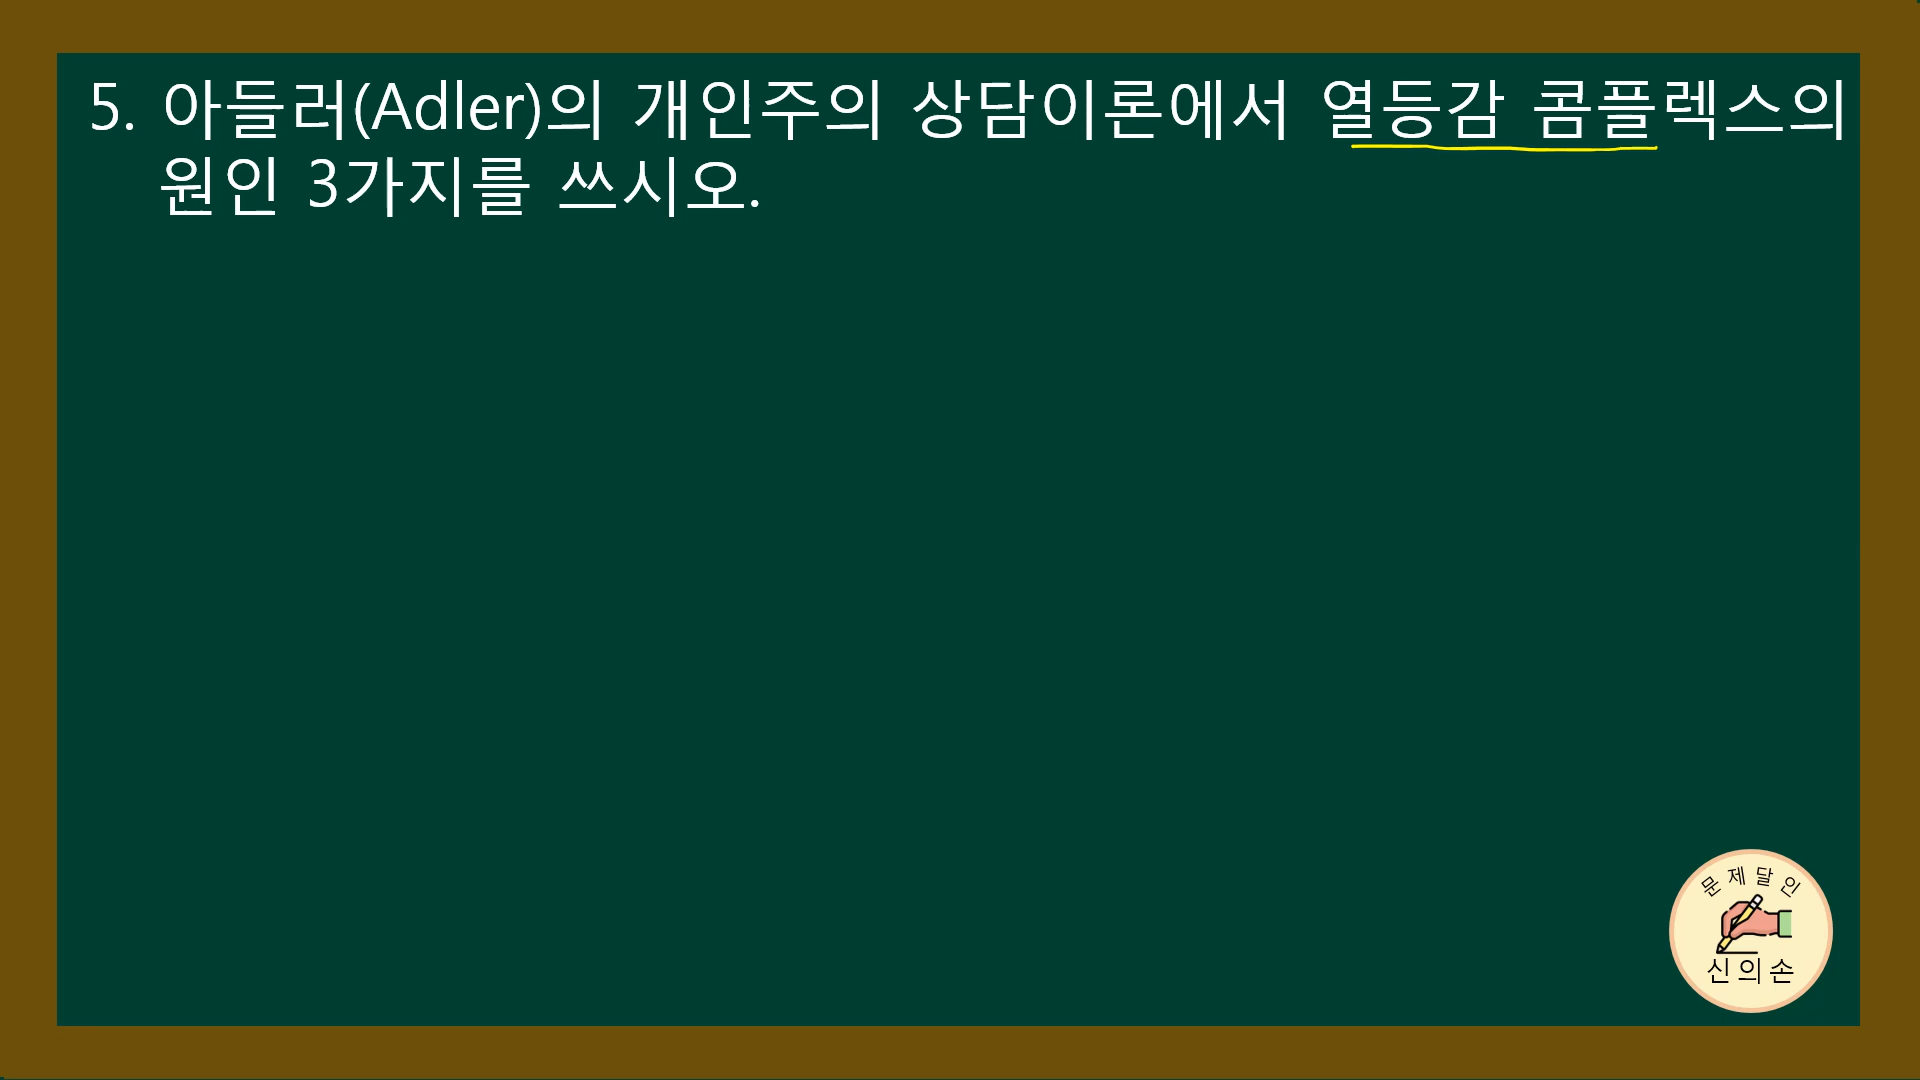 5. 아들러(Adler)의 개인주의 상담이론에서 열등감 콤플렉스의
원인 3가지를 쓰시오.
문제달인
신의손